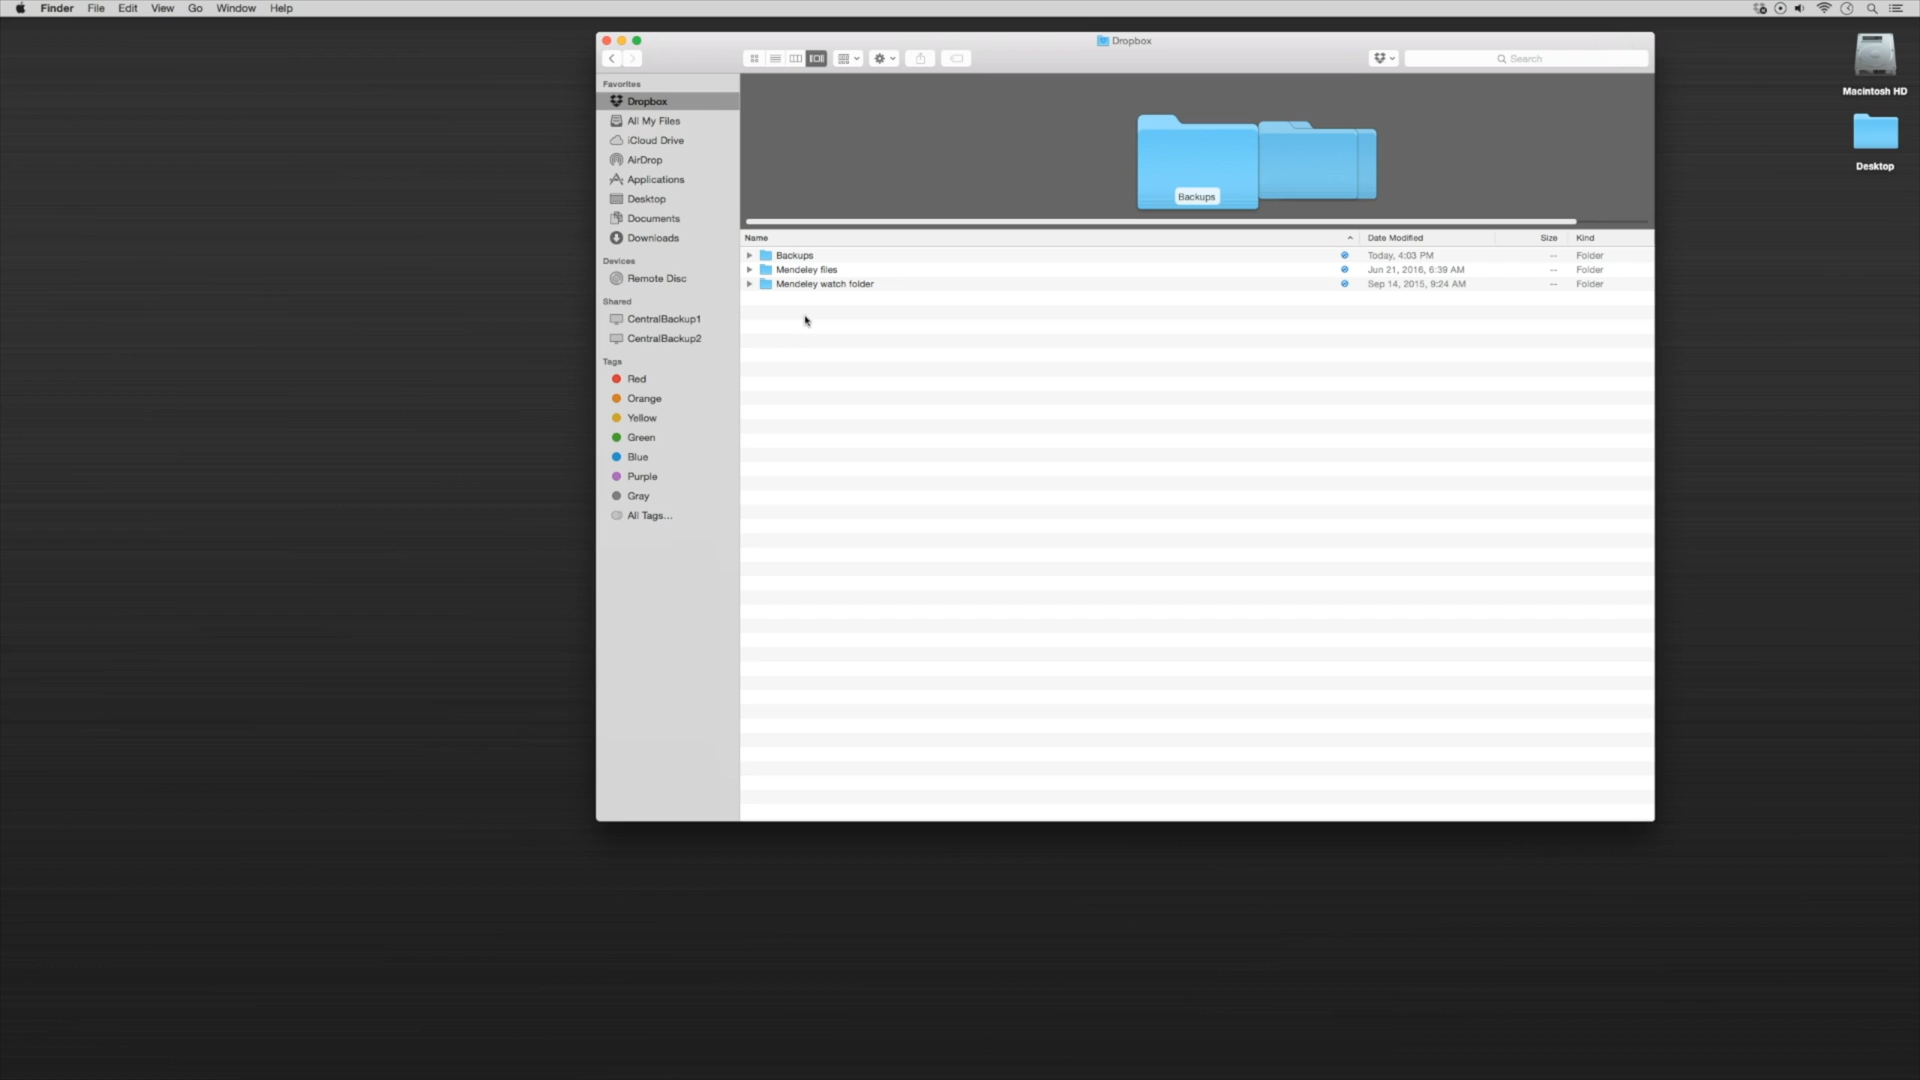 Finder File Edit View Go Window Help
Dropbox
Search
Macintosh HD
Desktop
Favorites
Dropbox
All My Files
iCloud Drive
AirDrop
Applications
Desktop
Documents
Downloads
Devices
Remote Disc
Shared
CentralBackup1
CentralBackup2
Tags
Red
Orange
Yellow
Green
Blue
Purple
Gray
All Tags...
Backups
Name Date Modified Size Kind
Backups Today, 4:03 PM -- Folder
Mendeley files Jun 21, 2016, 6:39 AM -- Folder
Mendeley watch folder Sep 14, 2015, 9:24 AM -- Folder